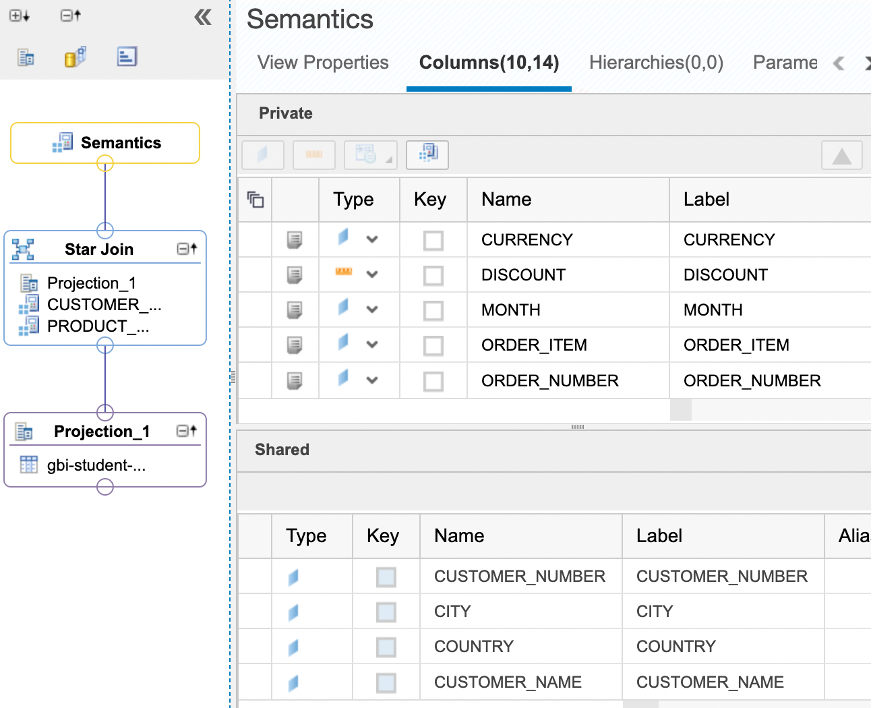 Semantics
Star Join
Projection_1
CUSTOMER_...
PRODUCT_...
Projection_1
gbi-student-...
Semantics
View Properties Columns(10,14) Hierarchies(0,0) Parame
Private
Type Key Name Label
CURRENCY CURRENCY
DISCOUNT DISCOUNT
MONTH MONTH
ORDER_ITEM ORDER_ITEM
ORDER_NUMBER ORDER_NUMBER
Shared
Type Key Name Label Alia
CUSTOMER_NUMBER CUSTOMER_NUMBER
CITY CITY
COUNTRY COUNTRY
CUSTOMER_NAME CUSTOMER_NAME